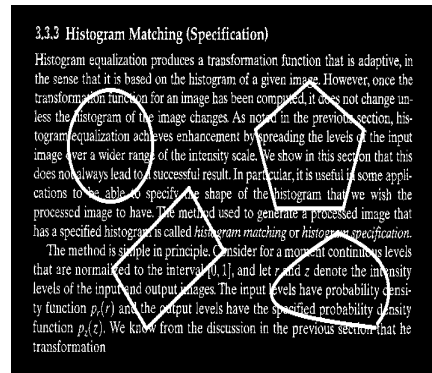 3.3.3 Histogram Matching (Specification)
Histogram equalization produces a transformation function that is adaptive, in
the sense that it is based on the histogram of a given image. However, once the
transformation function for an image has been computed, it does not change un-
less the histogram of the image changes. As noted in the previous section, his-
togram equalization achieves enhancement by spreading the levels of the input
image over a wider range of the intensity scale. We show in this section that this
does not always lead to a successful result. In particular, it is useful in some appli-
cations to be able to specify the shape of the histogram that we wish the
processed image to have. The method used to generate a processed image that
has a specified histogram is called histogram matching or histogram specification.
The method is simple in principle. Consider for a moment continuous levels
that are normalized to the interval [0, 1], and let r and z denote the intensity
levels of the input and output images. The input levels have probability densi-
ty function pᵣ(r) and the output levels have the specified probability density
function p_z(z). We know from the discussion in the previous section that he
transformation